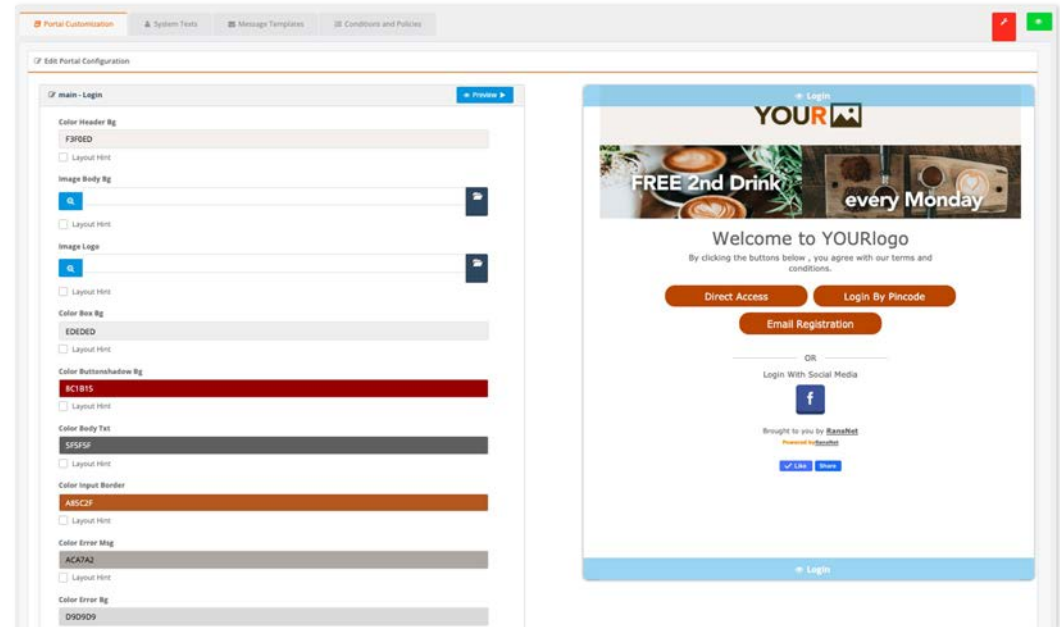 Portal Customization
System Texts
Message Templates
Conditions and Policies
Edit Portal Configuration
main - Login
Preview
Color Header Bg
F3F0ED
Layout Hint
Image Body Bg
Layout Hint
Image Logo
Layout Hint
Color Box Bg
EDEDED
Layout Hint
Color Buttonshadow Bg
8C1B15
Layout Hint
Color Body Txt
5F5F5F
Layout Hint
Color Input Border
A85C2F
Layout Hint
Color Error Msg
ACA7A2
Layout Hint
Color Error Bg
D9D9D9
Login
YOUR
FREE 2nd Drink
every Monday
Welcome to YOURlogo
By clicking the buttons below , you agree with our terms and
conditions.
Direct Access
Login By Pincode
Email Registration
OR
Login With Social Media
f
Brought to you by RansNet
Powered by RansNet
Like
Share
Login